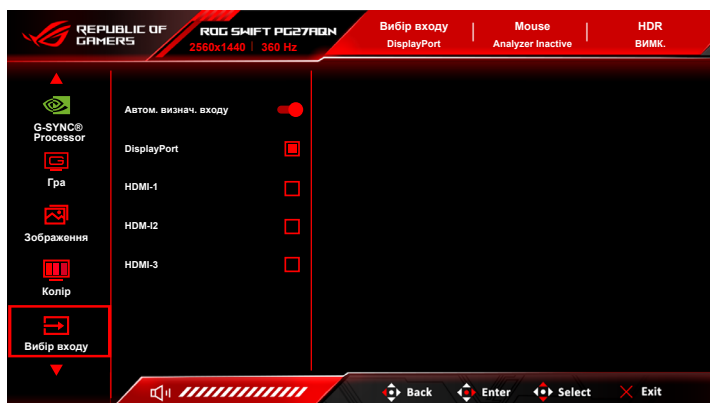 REPUBLIC OF
GAMERS
ROG SWIFT PG27AQN
2560x1440 360 Hz
Вибір входу
DisplayPort
Mouse
Analyzer Inactive
HDR
ВИМК.
G-SYNC®
Processor
Гра
Зображення
Колір
Вибір входу
Автом. визнач. входу
DisplayPort
HDMI-1
HDM-I2
HDMI-3
Back
Enter
Select
Exit